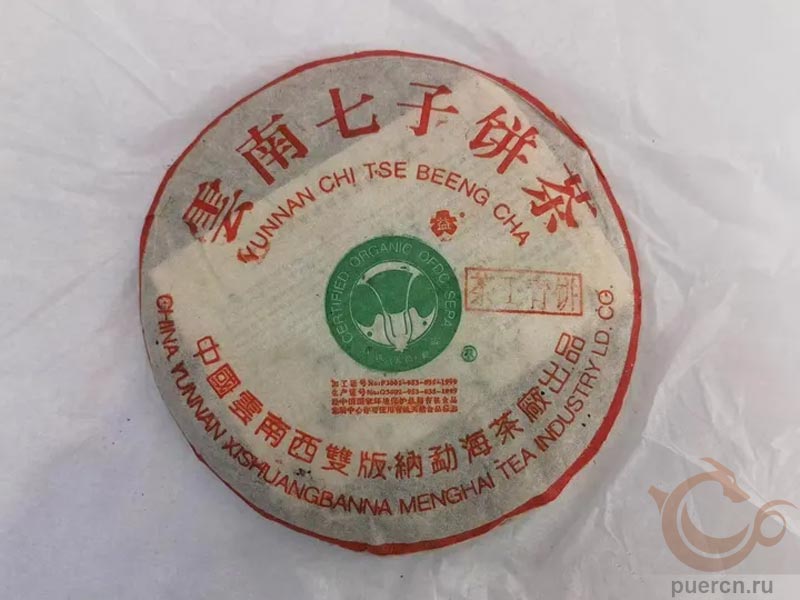 雲南七子餅茶
YUNNAN CHI TSE BEENG CHA
益
CERTIFIED ORGANIC OFDC-SEPA
中國雲南西雙版納勐海茶廠出品
CHINA YUNNAN XISHUANGBANNA MENGHAI TEA INDUSTRY LD. CO.
puercn.ru